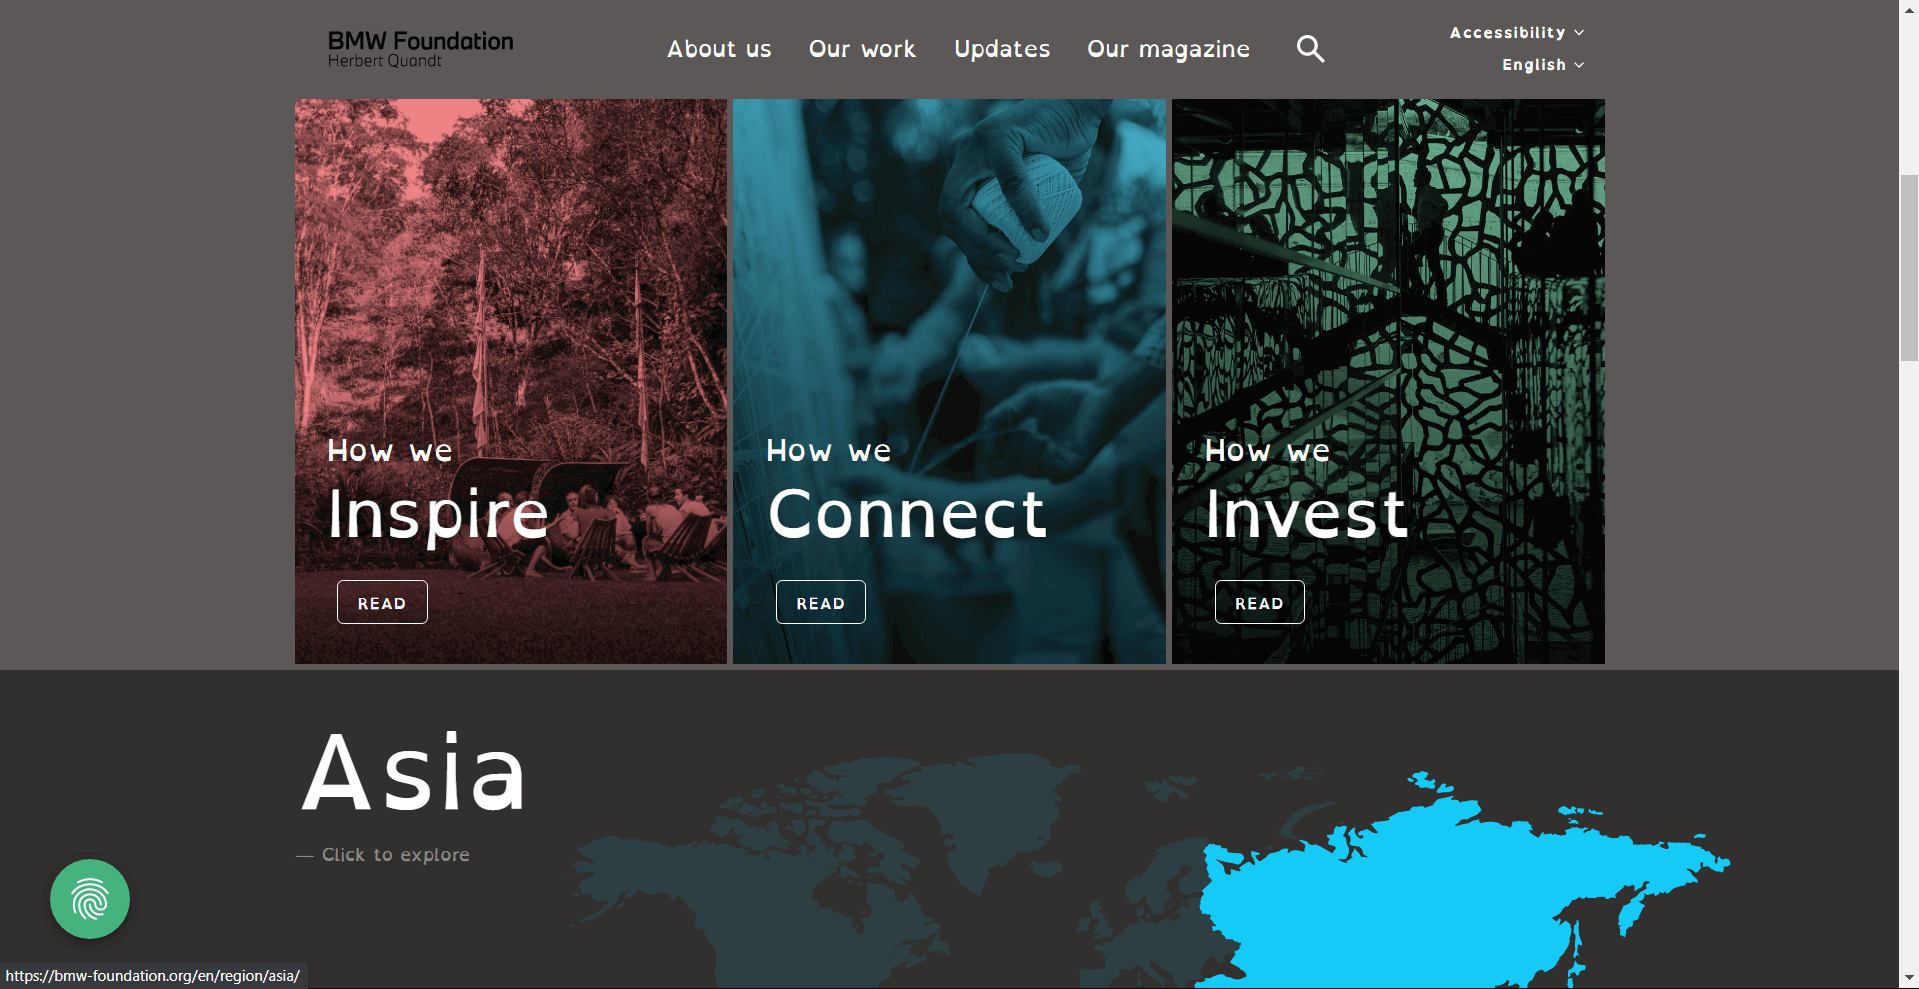 BMW Foundation
Herbert Quandt
About us
Our work
Updates
Our magazine
Accessibility
English
How we
Inspire
READ
How we
Connect
READ
How we
Invest
READ
Asia
— Click to explore
https://bmw-foundation.org/en/region/asia/